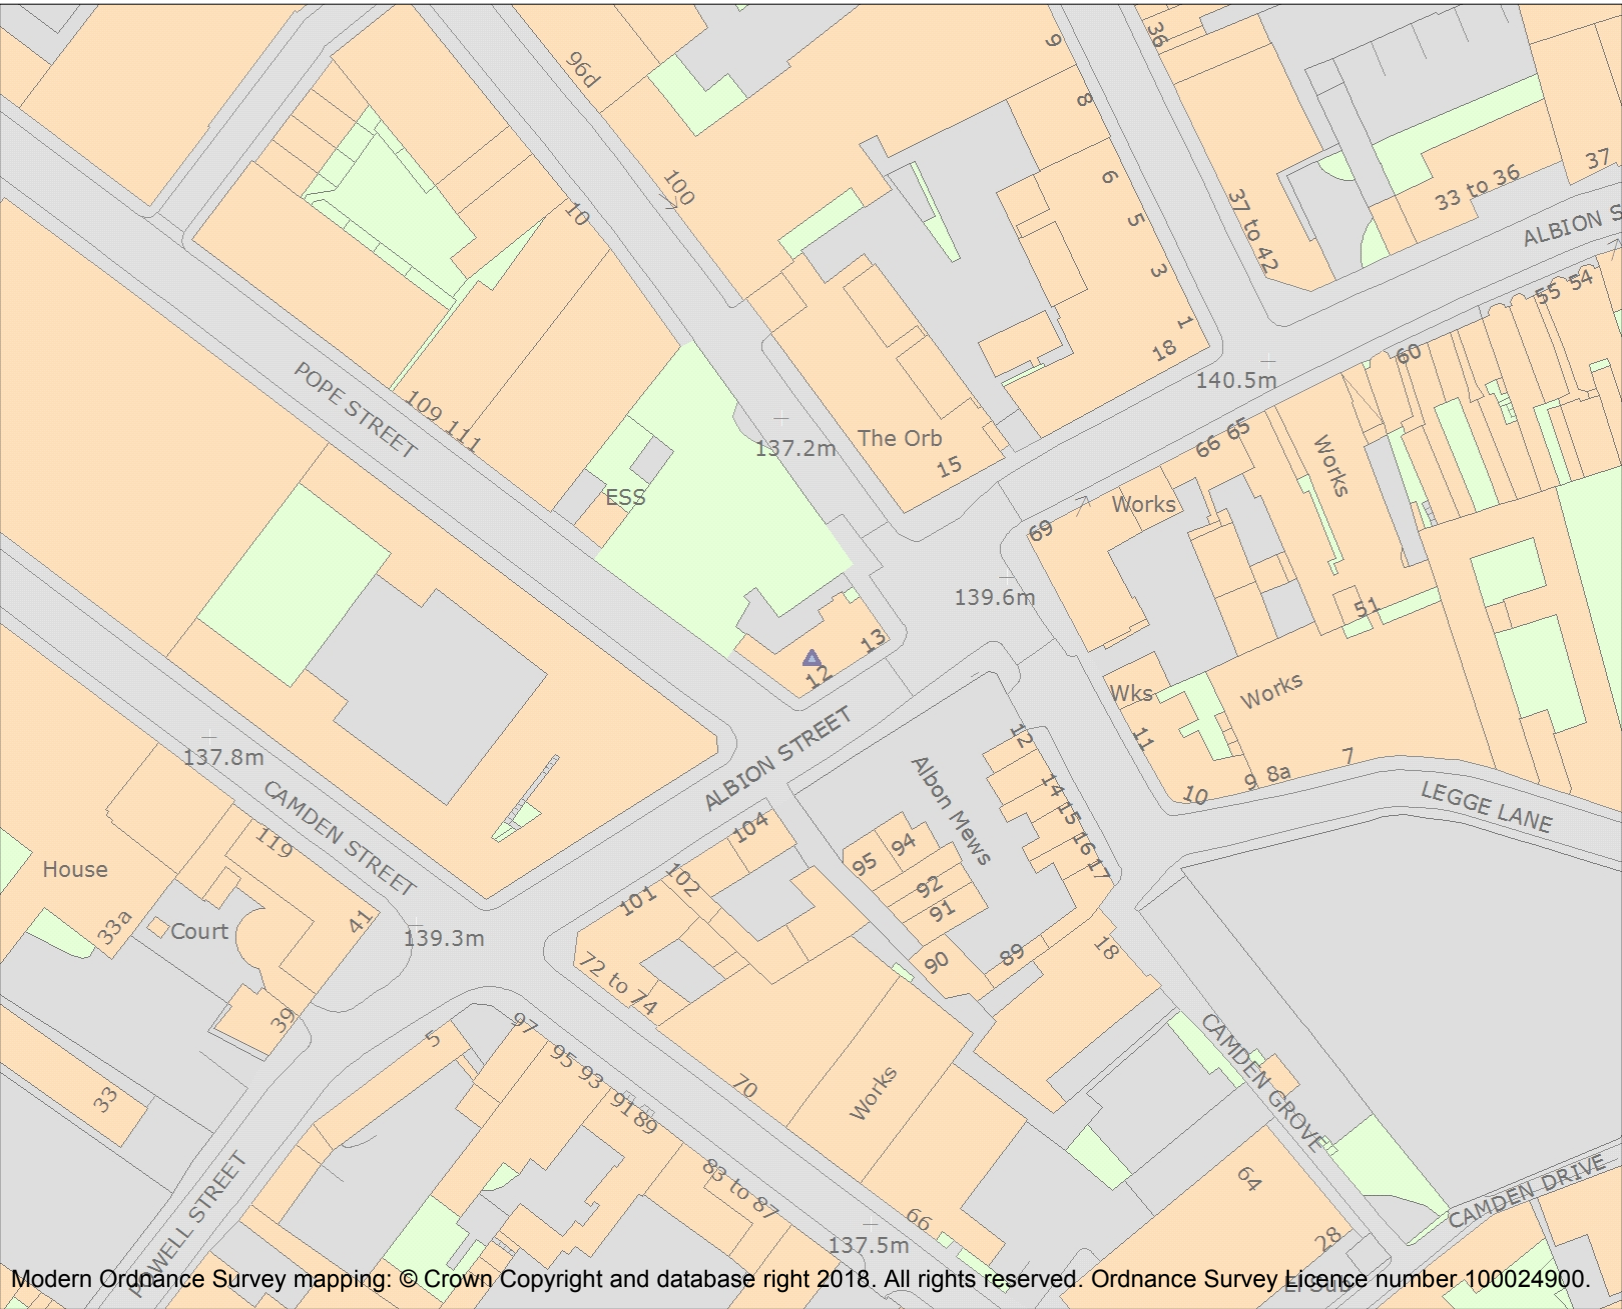 96d
9
36
8
100
10
6
5
3
1
18
37 to 42
33 to 36
37
ALBION S
55
54
60
140.5m
POPE STREET
109
111
137.2m
The Orb
15
66
65
Works
ESS
Works
69
139.6m
51
13
12
Wks
Works
11
10
9
8a
7
LEGGE LANE
137.8m
CAMDEN STREET
ALBION STREET
Albon Mews
12
14
15
16
17
104
95
94
92
91
90
89
18
119
House
33a
Court
41
139.3m
101
102
72 to 74
39
5
33
97
95
93
91
89
70
Works
CAMDEN GROVE
83 to 87
66
137.5m
64
28
CAMDEN DRIVE
POWELL STREET
El Sub
Modern Ordnance Survey mapping: © Crown Copyright and database right 2018. All rights reserved. Ordnance Survey Licence number 100024900.